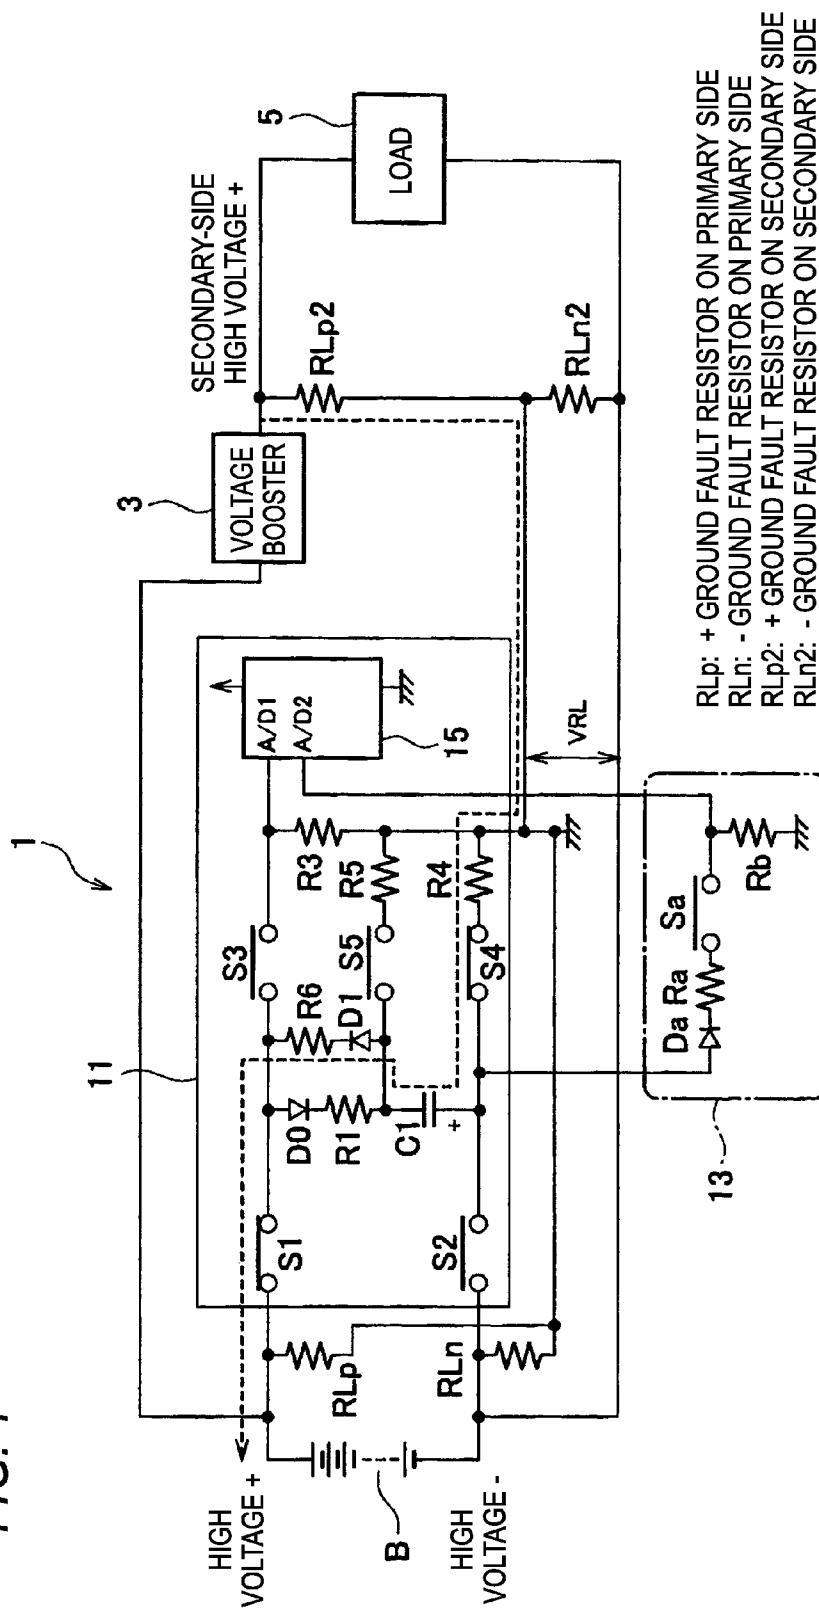 1
3
VOLTAGE
BOOSTER
SECONDARY-SIDE
HIGH VOLTAGE +
5
LOAD
RLp2
RLn2
11
S1
S3
D0
R1
R6
D1
S5
R3
R5
C1
+
S2
S4
R4
A/D1
A/D2
15
HIGH
VOLTAGE +
B
HIGH
VOLTAGE -
RLp
RLn
VRL
13
Da
Ra
Sa
Rb
RLp: + GROUND FAULT RESISTOR ON PRIMARY SIDE
RLn: - GROUND FAULT RESISTOR ON PRIMARY SIDE
RLp2: + GROUND FAULT RESISTOR ON SECONDARY SIDE
RLn2: - GROUND FAULT RESISTOR ON SECONDARY SIDE